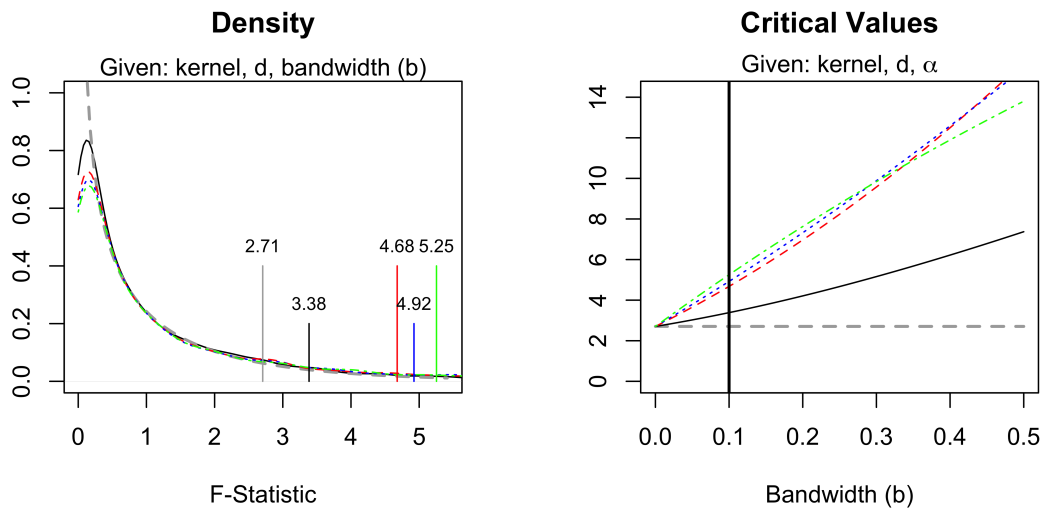 Density
Given: kernel, d, bandwidth (b)
1.0
0.8
0.6
0.4
0.2
0.0
2.71
4.68 5.25
3.38
4.92
0 1 2 3 4 5
F-Statistic
Critical Values
Given: kernel, d, α
14
10
8
6
4
2
0
0.0 0.1 0.2 0.3 0.4 0.5
Bandwidth (b)